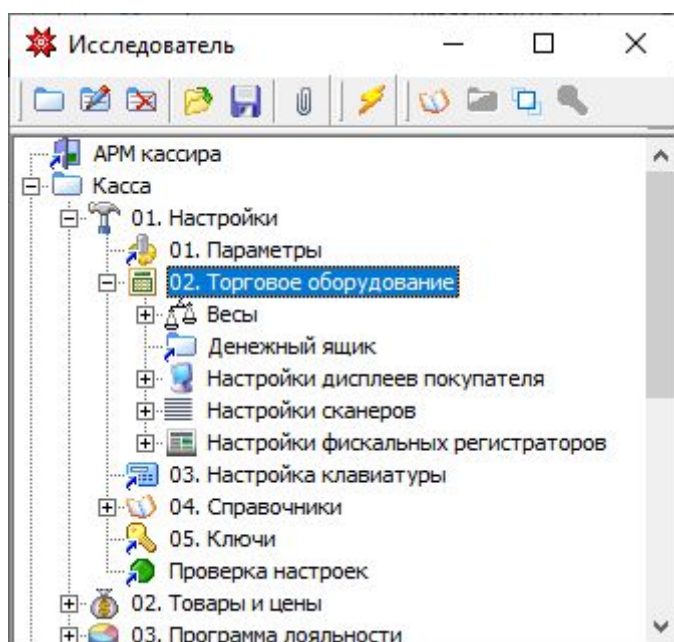 Исследователь
АРМ кассира
Касса
01. Настройки
01. Параметры
02. Торговое оборудование
Весы
Денежный ящик
Настройки дисплеев покупателя
Настройки сканеров
Настройки фискальных регистраторов
03. Настройка клавиатуры
04. Справочники
05. Ключи
Проверка настроек
02. Товары и цены
03. Программа лояльности